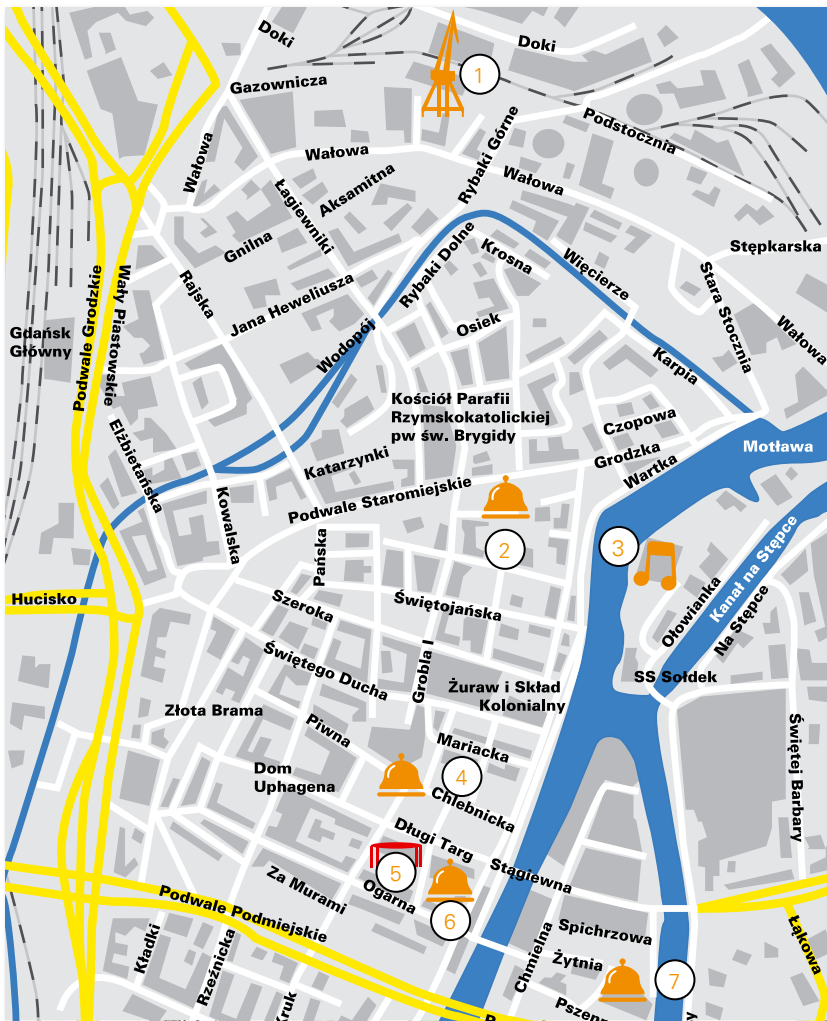 Doki
Doki
1
Gazownicza
Podstocznia
Rybaki Górne
Wałowa
Wałowa
Wałowa
Aksamitna
Łagiewniki
Gnilna
Stępkarska
Krosna
Więcierze
Rybaki Dolne
Stara Stocznia
Rajska
Jana Heweliusza
Podwale Grodzkie
Wały Piastowskie
Gdańsk
Główny
Osiek
Wodopój
Wałowa
Karpia
Kościół Parafii
Rzymskokatolickiej
pw św. Brygidy
Czopowa
Elżbietańska
Katarzynki
Grodzka
Wartka
Motława
Kowalska
Podwale Staromiejskie
2
3
Pańska
Kanał na Stępce
Ołowianka
Na Stępce
Hucisko
Szeroka
Świętojańska
Grobla I
Świętego Ducha
Żuraw i Skład
Kolonialny
SS Sołdek
Złota Brama
Piwna
Mariacka
Świętej Barbary
Dom
Uphagena
4
Chlebnicka
Długi Targ
5
Stągiewna
Za Murami
Ogarna
6
Podwale Podmiejskie
Spichrzowa
Chmielna
Żytnia
7
Łąkowa
Kładki
Rzeźnicka